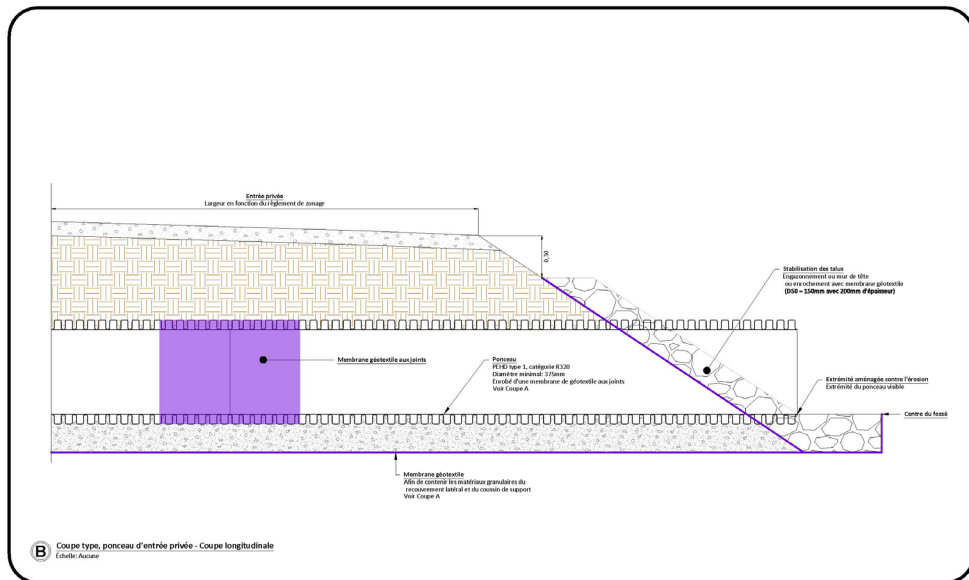 Entrée privée
Largeur en fonction du règlement de zonage
0,30
Stabilisation des talus
Engazonnement ou mur de tête
ou enrochement avec membrane géotextile
(D50 = 150mm avec 200mm d'épaisseur)
Membrane géotextile aux joints
Ponceau
PEHD type 1, catégorie R320
Diamètre minimal: 375mm
Enrobé d'une membrane de géotextile aux joints
Voir Coupe A
Extrémité aménagée contre l'érosion
Extrémité du ponceau visible
Centre du fossé
Membrane géotextile
Afin de contenir les matériaux granulaires du
recouvrement latéral et du coussin de support
Voir Coupe A
B
Coupe type, ponceau d'entrée privée - Coupe longitudinale
Échelle: Aucune